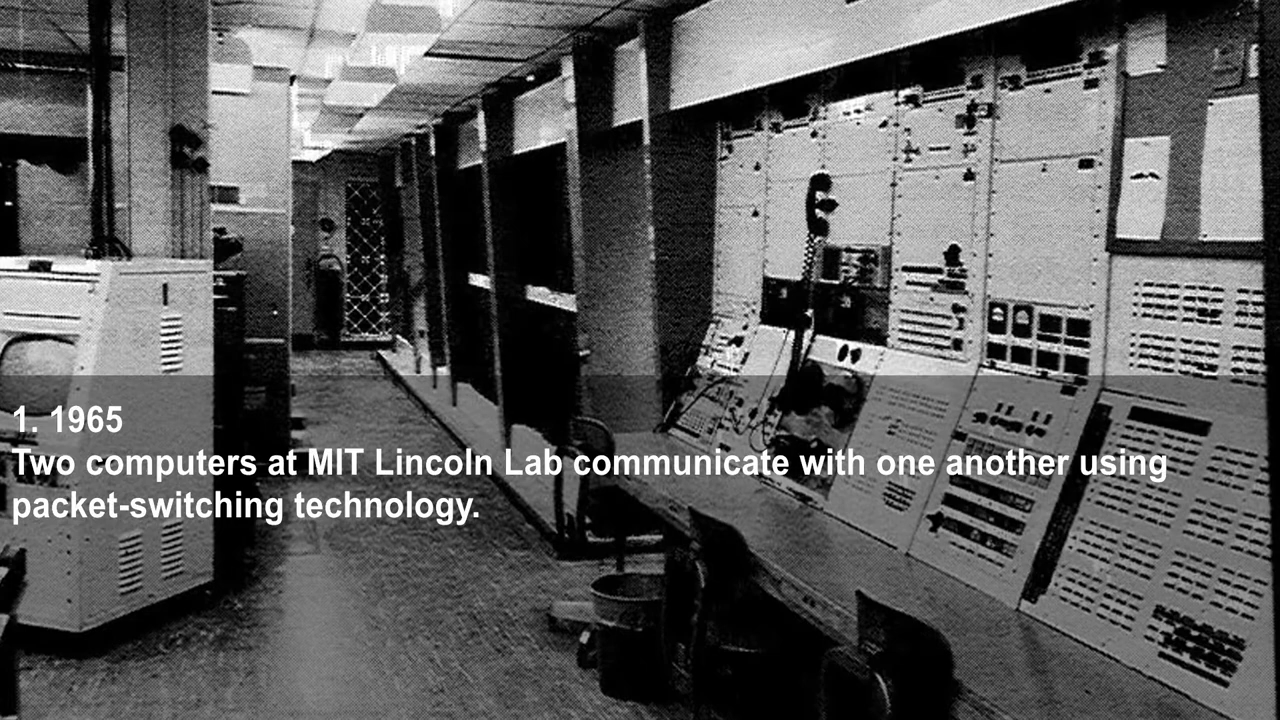 1. 1965
Two computers at MIT Lincoln Lab communicate with one another using
packet-switching technology.